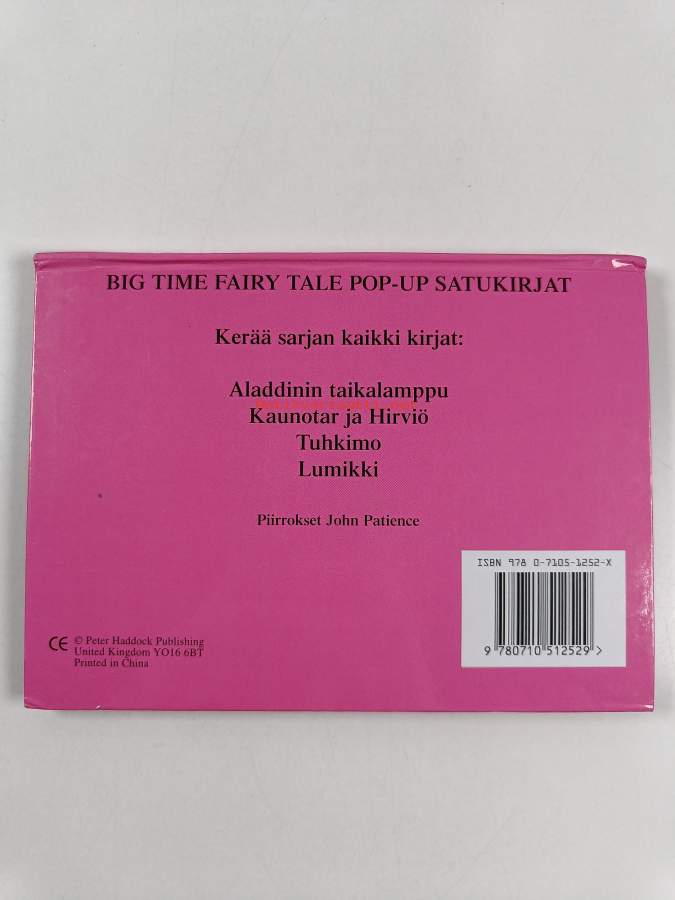 BIG TIME FAIRY TALE POP-UP SATUKIRJAT
Kerää sarjan kaikki kirjat:
Aladdinin taikalamppu
Kaunotar ja Hirviö
Tuhkimo
Lumikki
Piirrokset John Patience
ISBN 978 0-7105-1252-X
9 780710 512529 >
CE © Peter Haddock Publishing
United Kingdom YO16 6BT
Printed in China